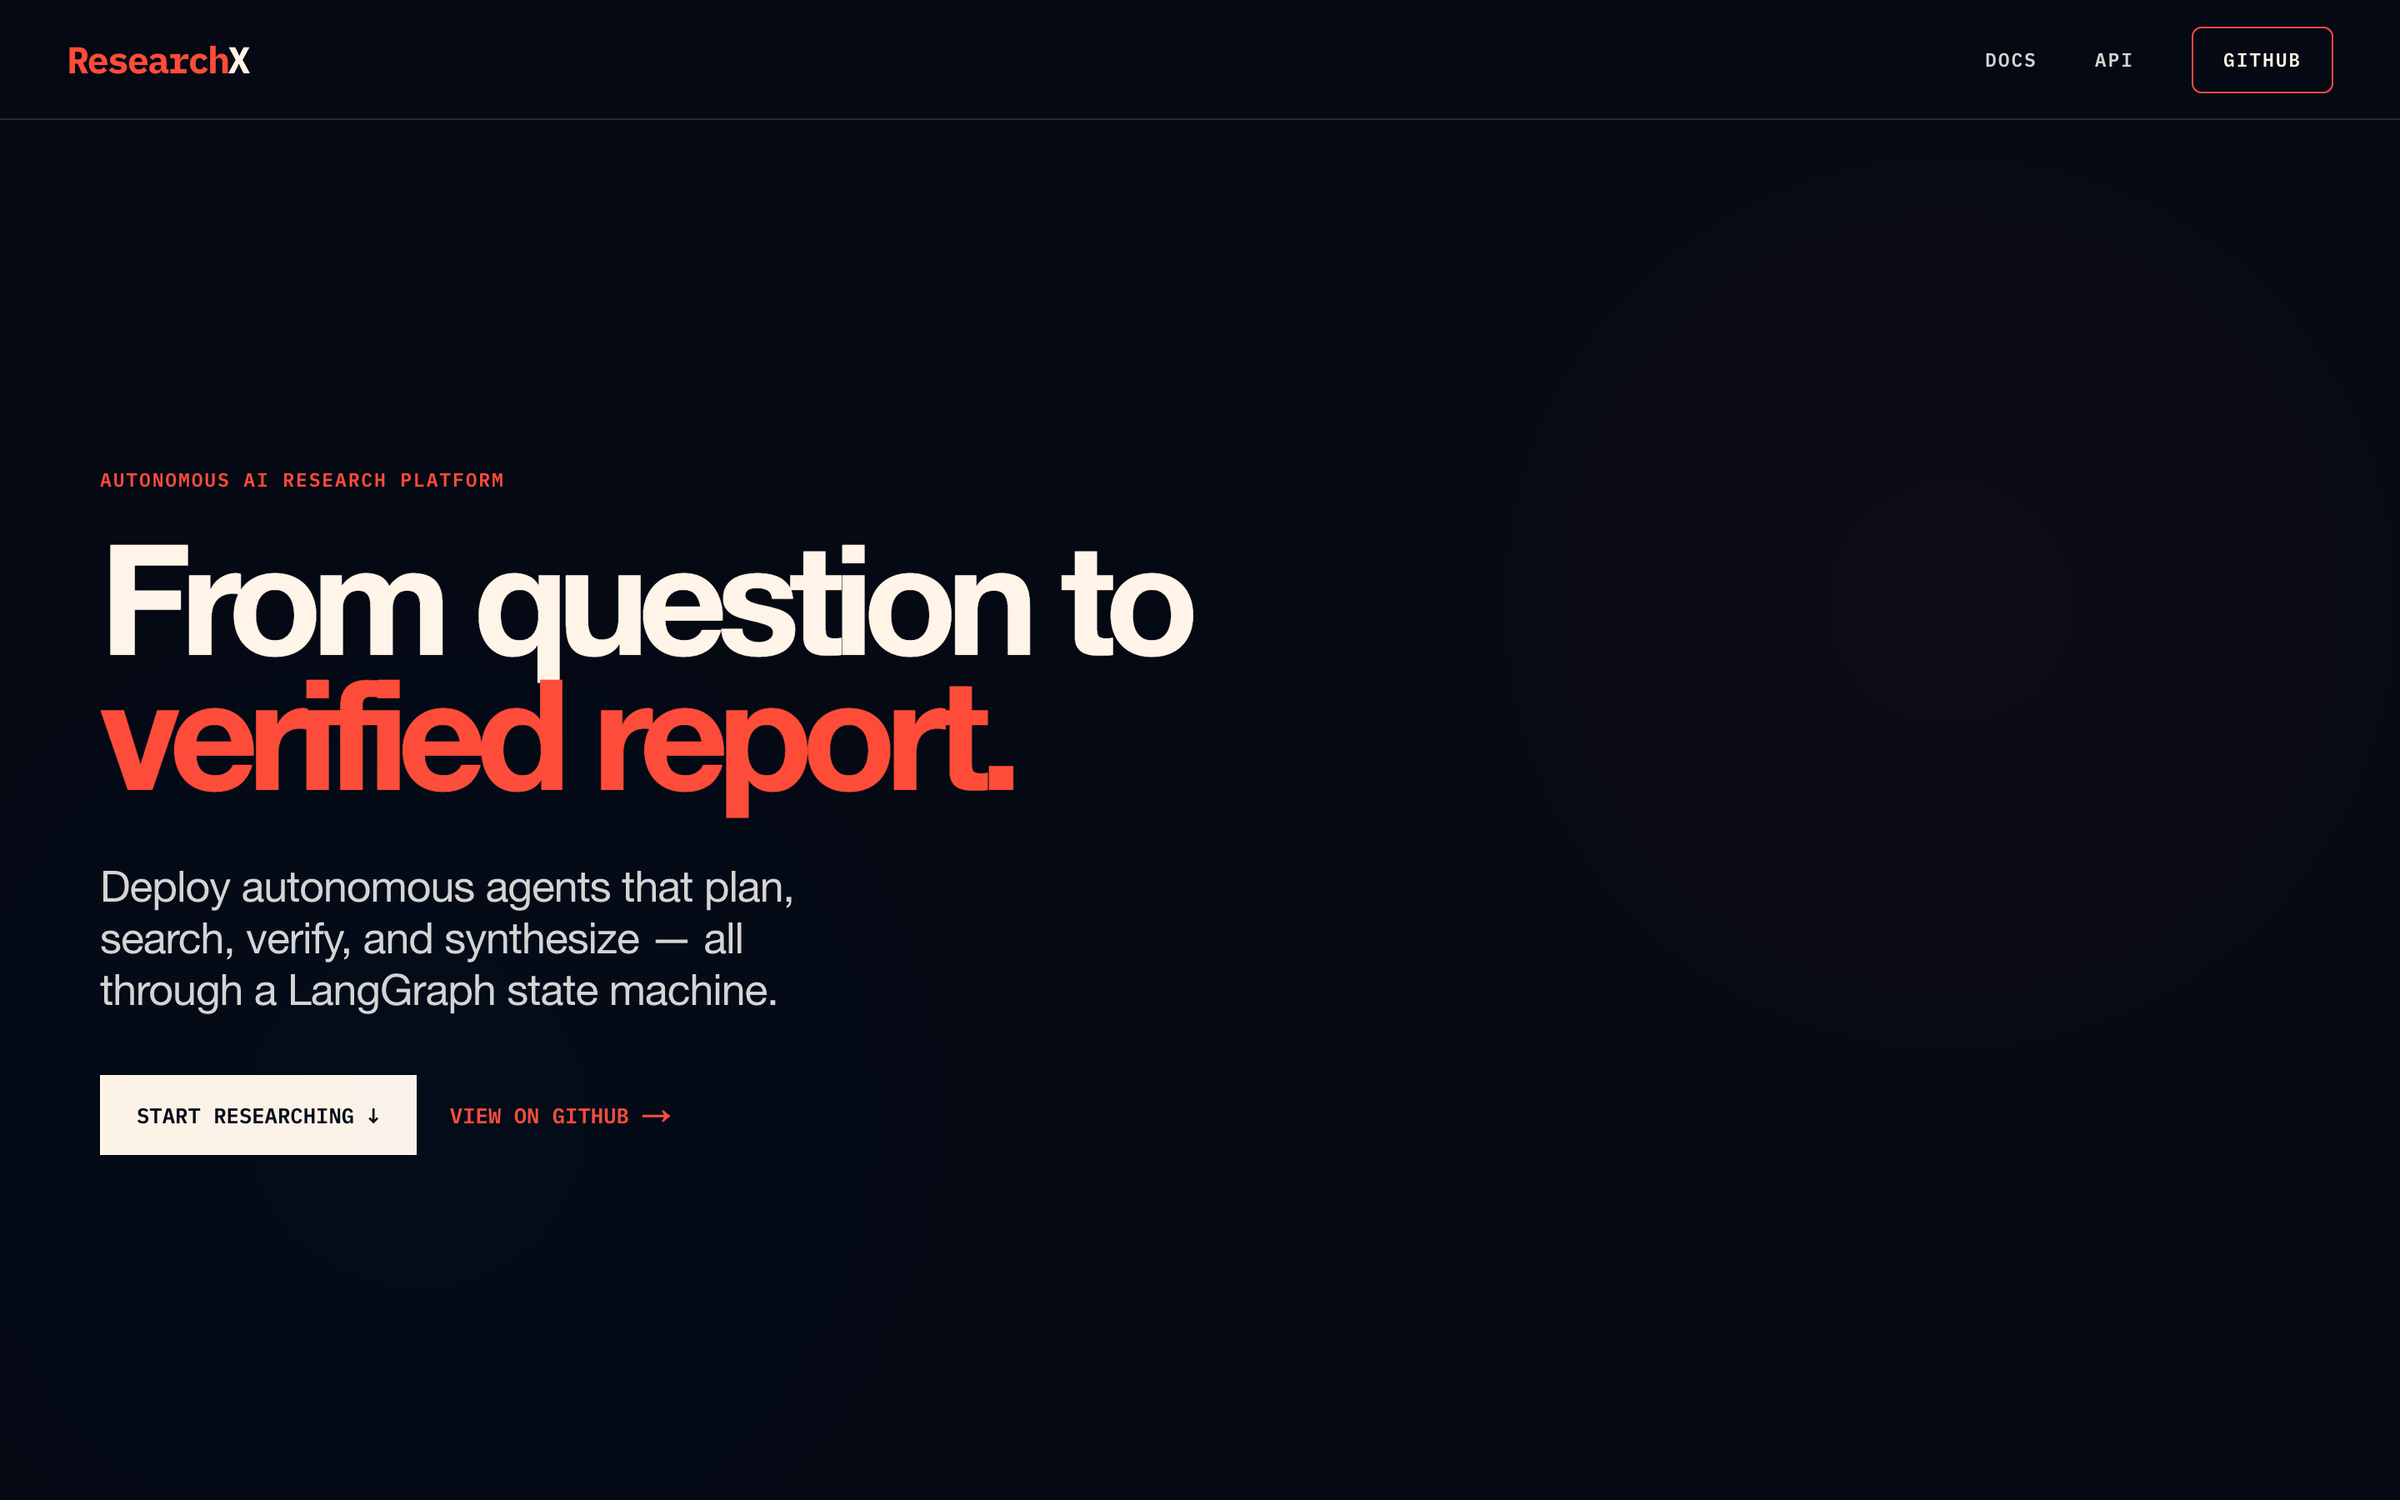 ResearchX
DOCS
API
GITHUB
AUTONOMOUS AI RESEARCH PLATFORM
From question to
verified report.
Deploy autonomous agents that plan,
search, verify, and synthesize — all
through a LangGraph state machine.
START RESEARCHING ↓
VIEW ON GITHUB →